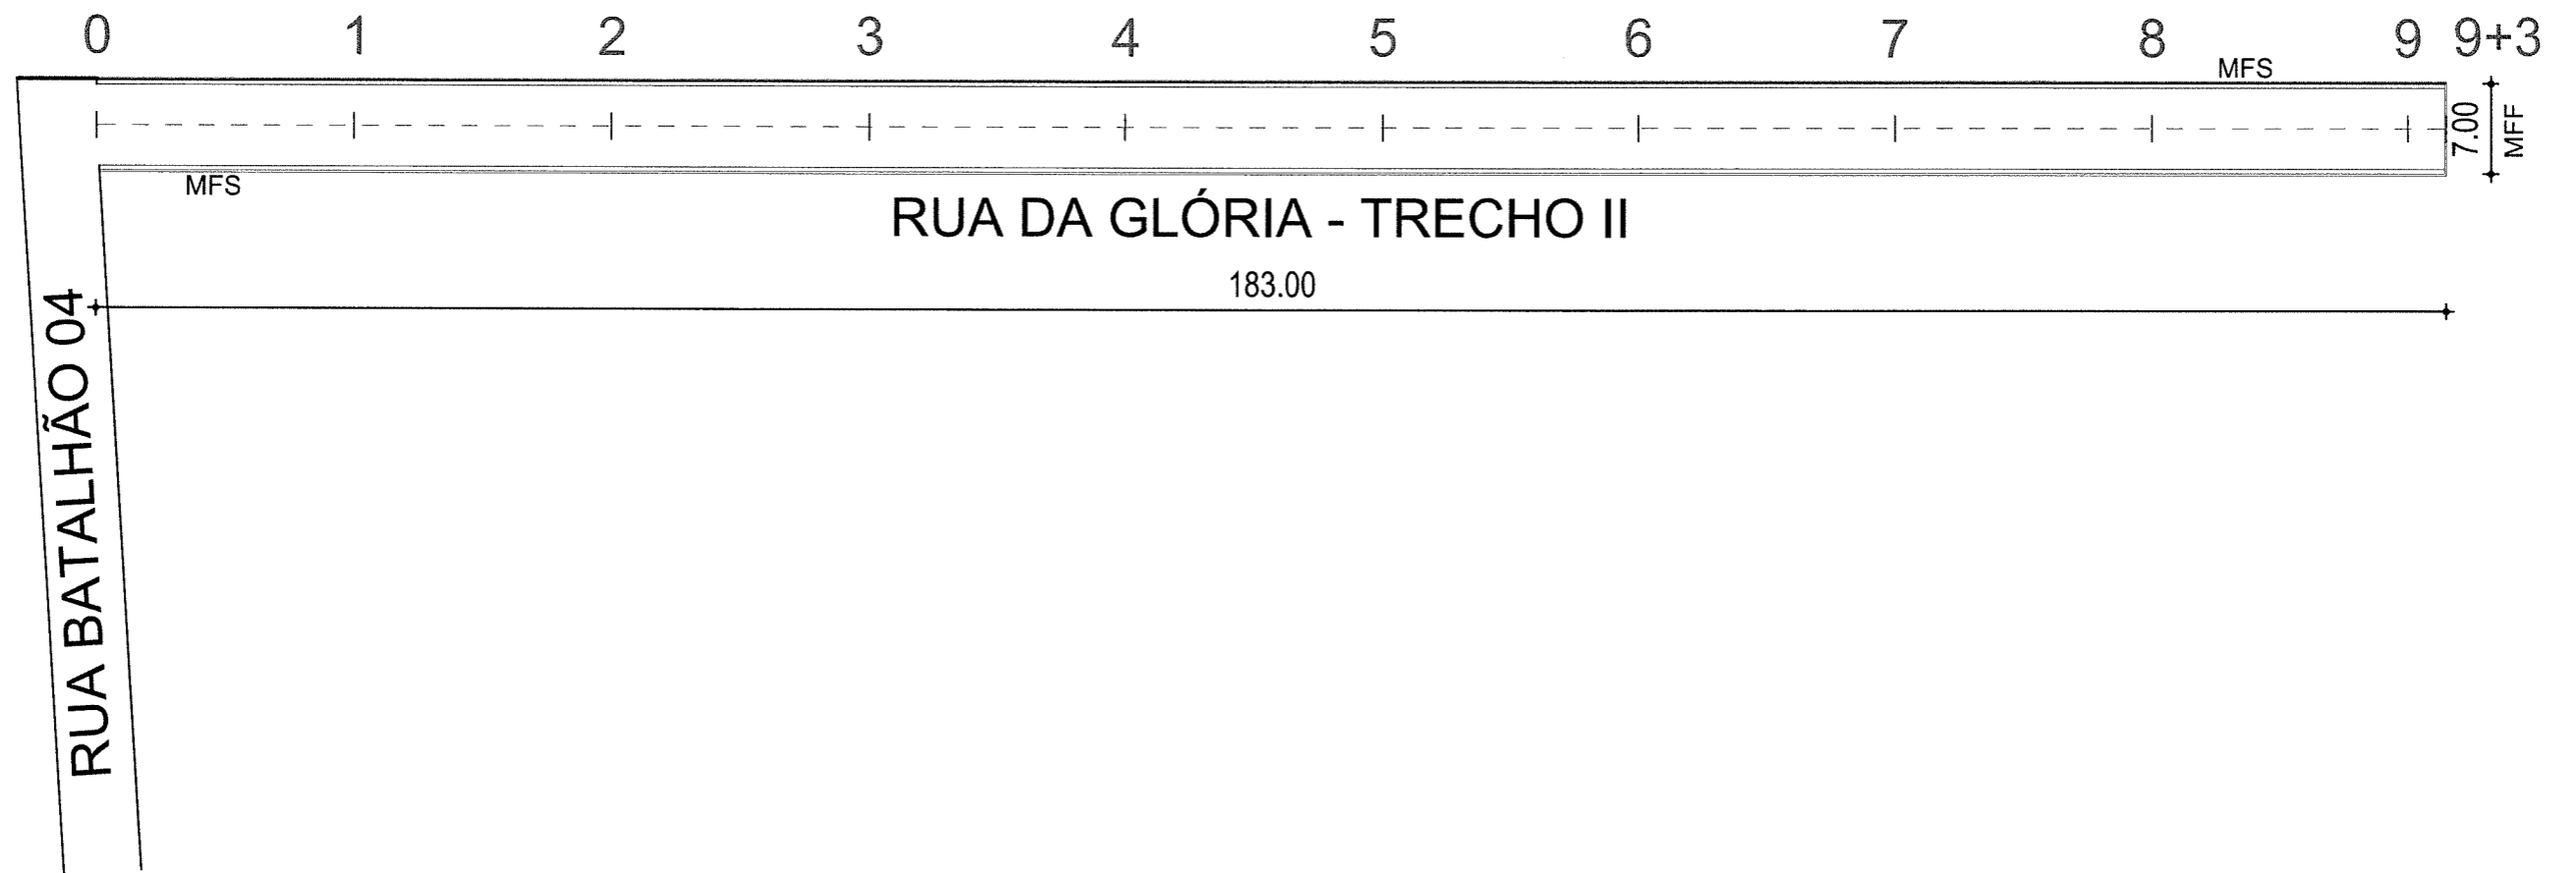 0 1 2 3 4 5 6 7 8 9 9+3
MFS
7.00
MFF
MFS
RUA DA GLÓRIA - TRECHO II
183.00
RUA BATALHÃO 04